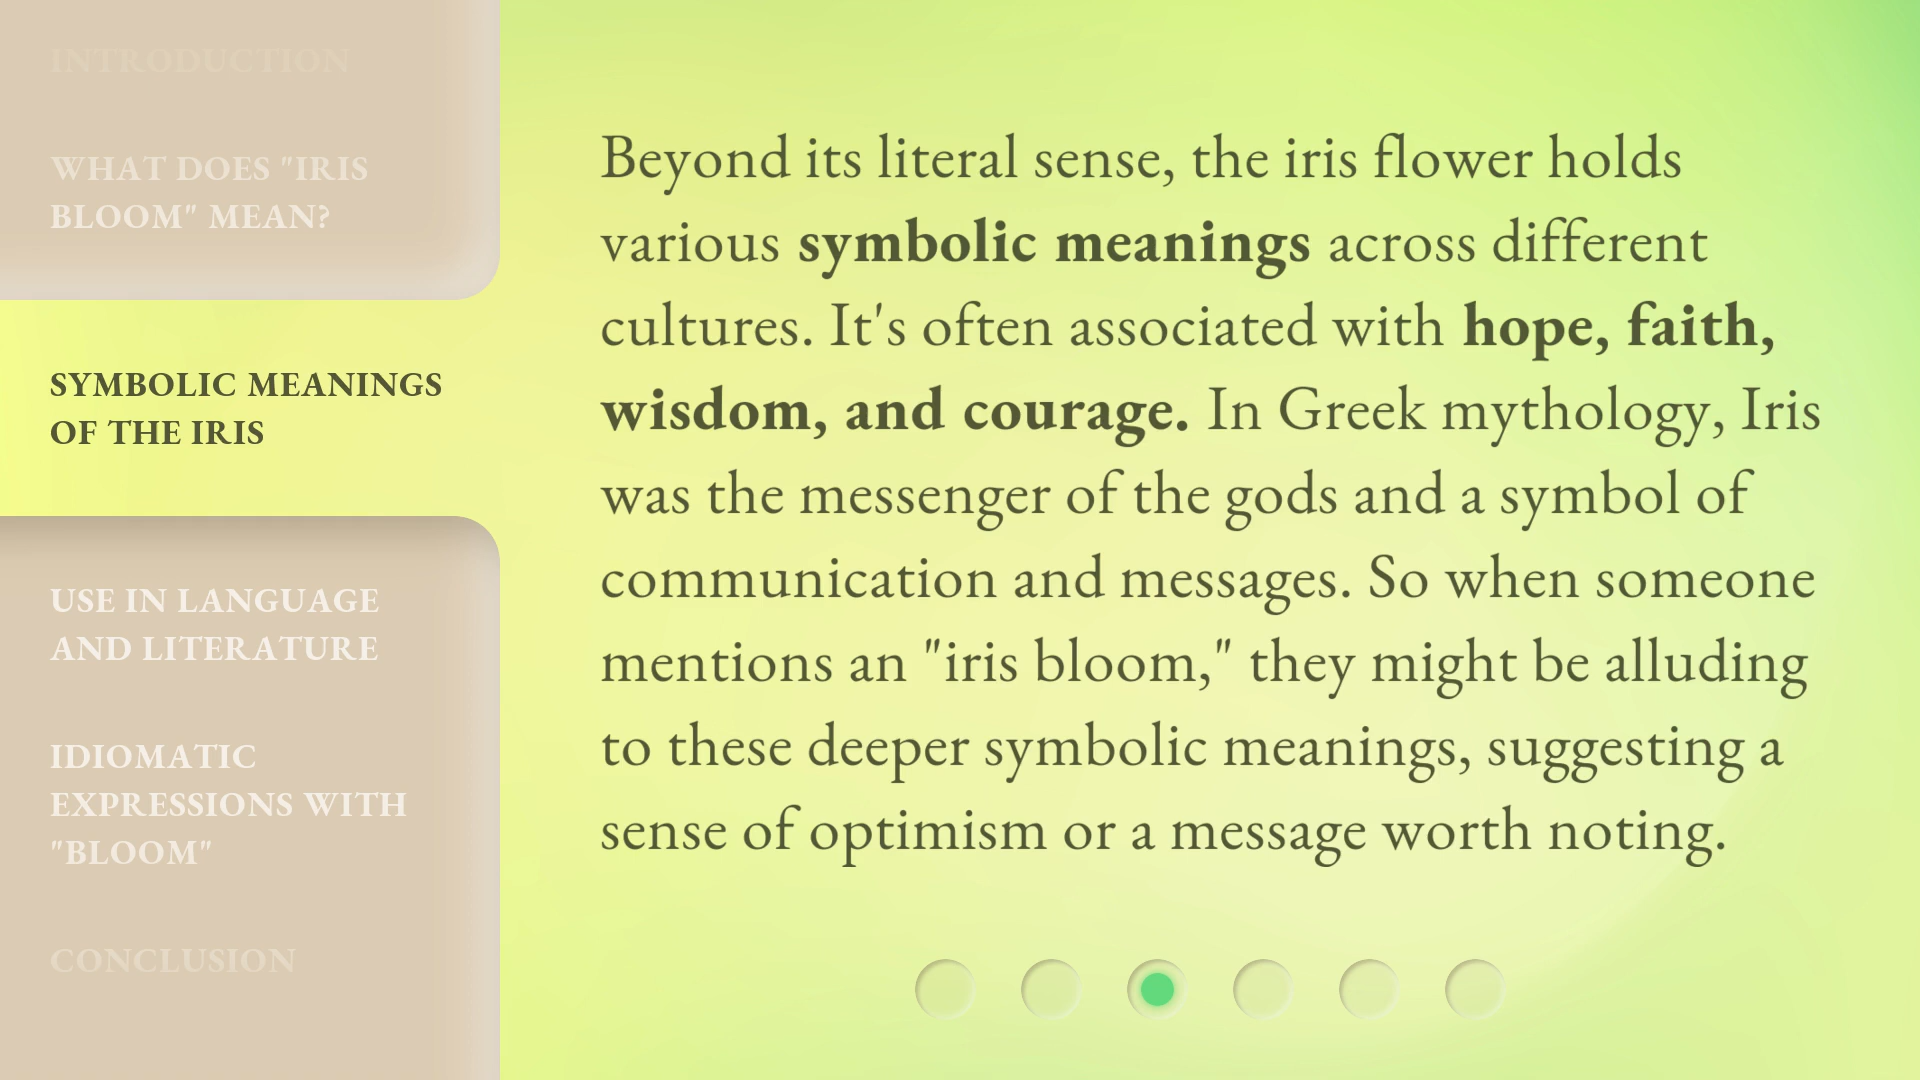 INTRODUCTION
WHAT DOES "IRIS
BLOOM" MEAN?
SYMBOLIC MEANINGS
OF THE IRIS
USE IN LANGUAGE
AND LITERATURE
IDIOMATIC
EXPRESSIONS WITH
"BLOOM"
CONCLUSION
Beyond its literal sense, the iris flower holds
various symbolic meanings across different
cultures. It's often associated with hope, faith,
wisdom, and courage. In Greek mythology, Iris
was the messenger of the gods and a symbol of
communication and messages. So when someone
mentions an "iris bloom," they might be alluding
to these deeper symbolic meanings, suggesting a
sense of optimism or a message worth noting.